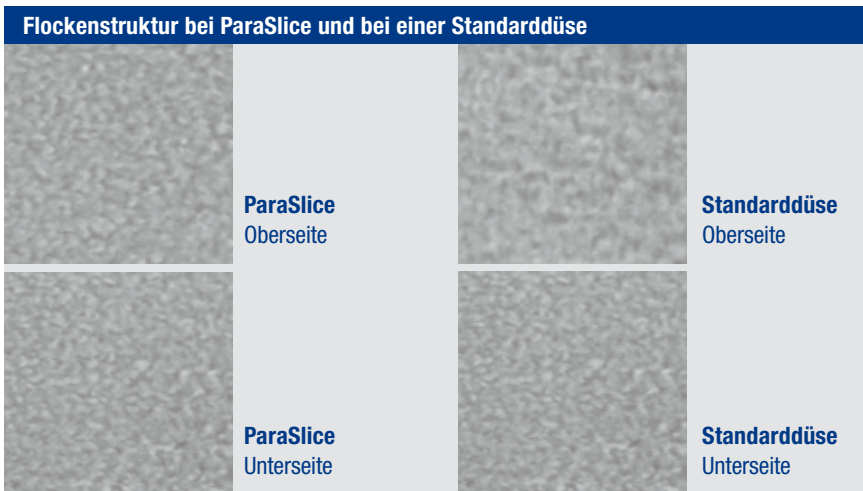 Flockenstruktur bei ParaSlice und bei einer Standarddüse
ParaSlice
Oberseite
Standarddüse
Oberseite
ParaSlice
Unterseite
Standarddüse
Unterseite